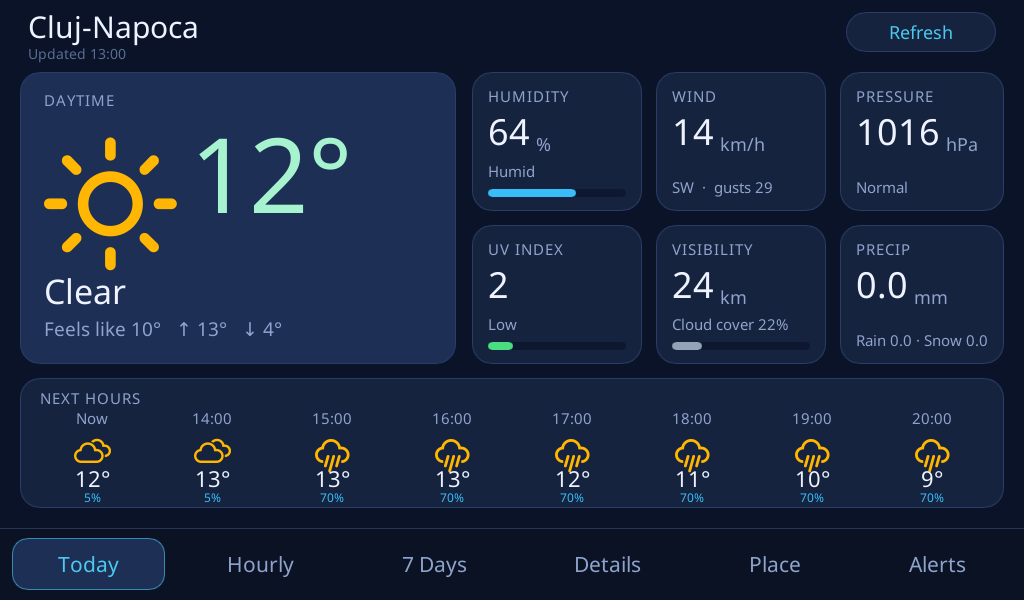 Cluj-Napoca
Updated 13:00
Refresh
DAYTIME
12°
Clear
Feels like 10° ↑ 13° ↓ 4°
HUMIDITY
64 %
Humid
WIND
14 km/h
SW · gusts 29
PRESSURE
1016 hPa
Normal
UV INDEX
2
Low
VISIBILITY
24 km
Cloud cover 22%
PRECIP
0.0 mm
Rain 0.0 · Snow 0.0
NEXT HOURS
Now 14:00 15:00 16:00 17:00 18:00 19:00 20:00
12° 13° 13° 13° 12° 11° 10° 9°
5% 5% 70% 70% 70% 70% 70% 70%
Today Hourly 7 Days Details Place Alerts